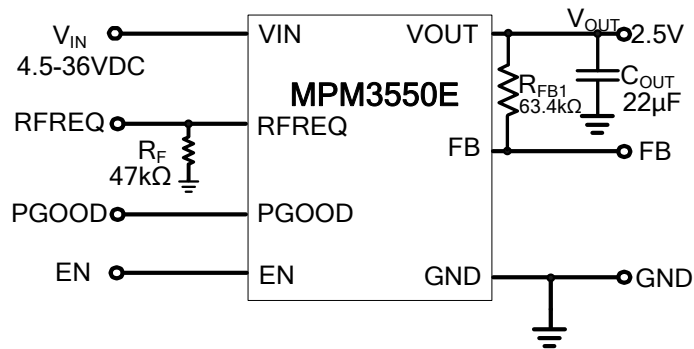 VIN VIN VOUT VOUT 2.5V
4.5-36VDC
MPM3550E
RFB1
63.4kΩ
COUT
22μF
RFREQ RFREQ
RF
47kΩ
FB FB
PGOOD PGOOD
EN EN GND GND